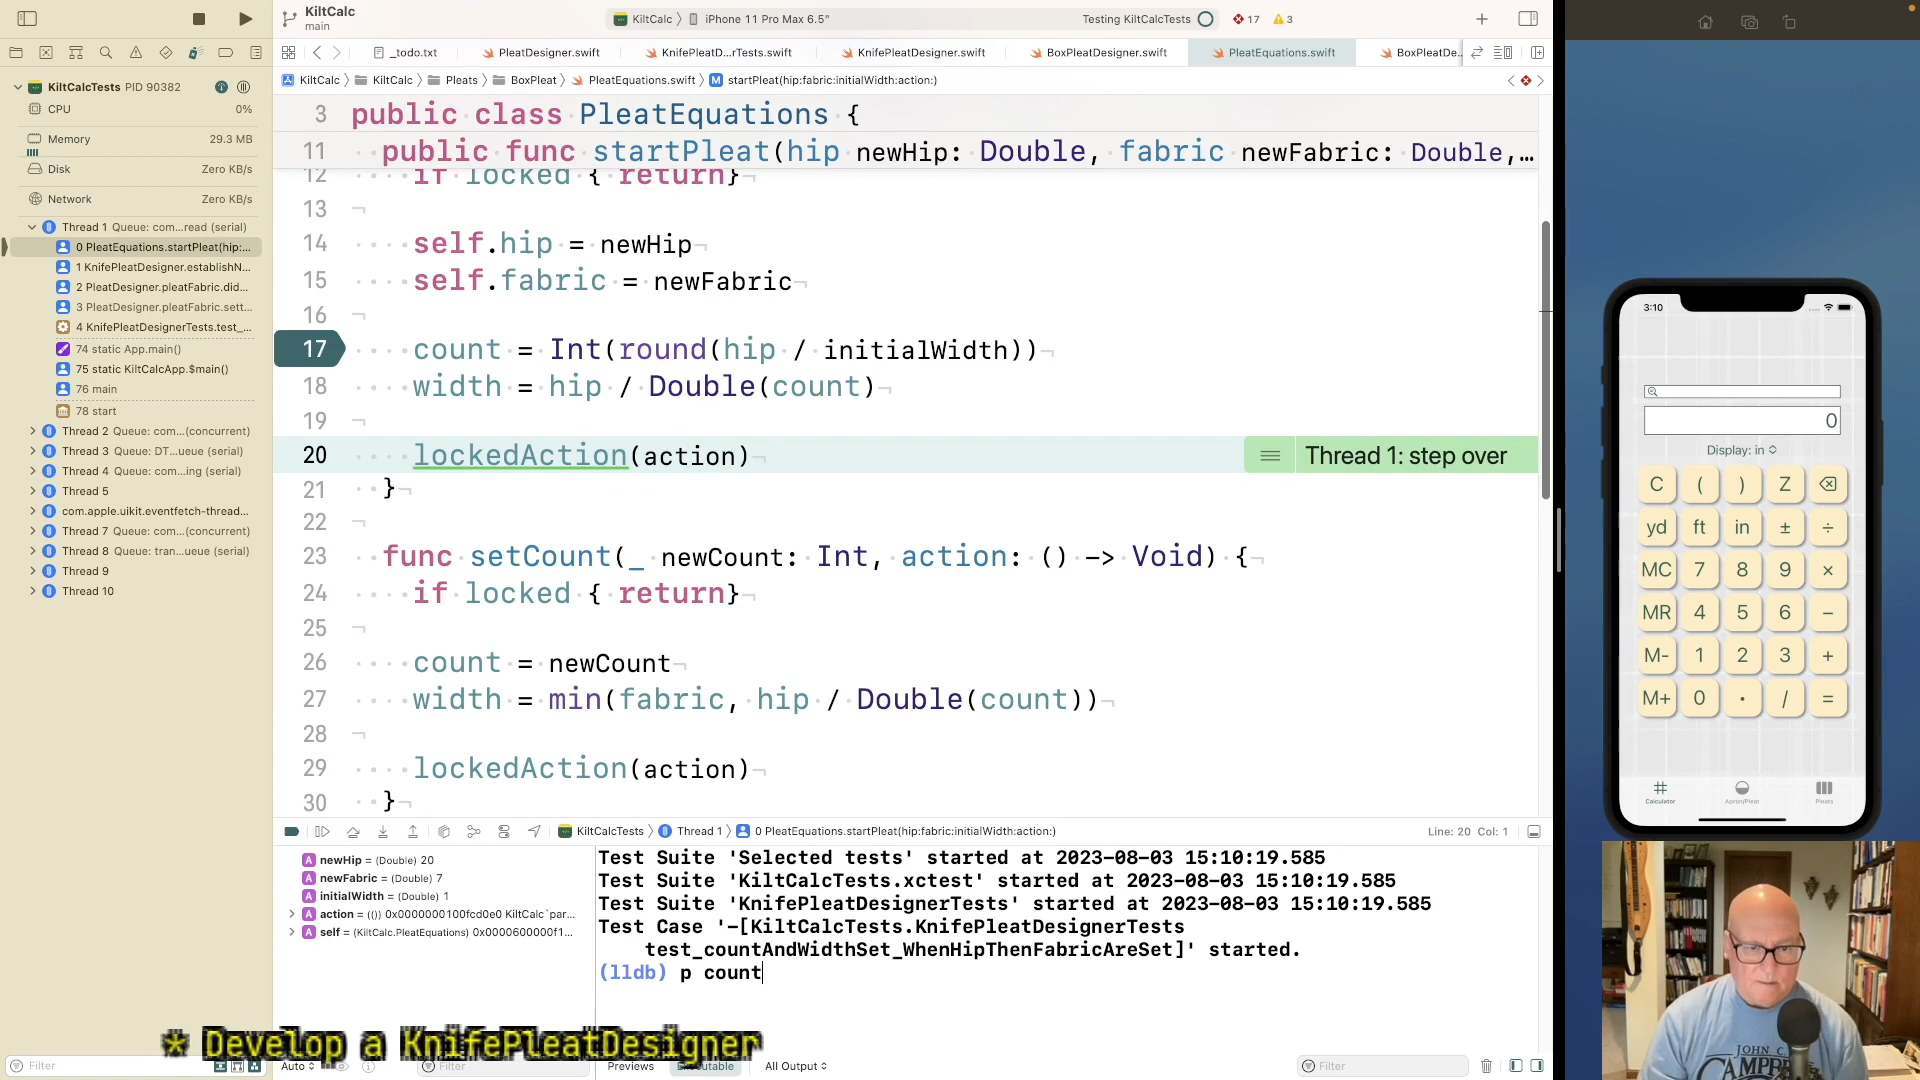 KiltCalc
main
KiltCalc
iPhone 11 Pro Max 6.5"
Testing KiltCalcTests
17
3
_todo.txt
PleatDesigner.swift
KnifePleatD...rTests.swift
KnifePleatDesigner.swift
BoxPleatDesigner.swift
PleatEquations.swift
BoxPleatDe...
KiltCalc
KiltCalc
Pleats
BoxPleat
PleatEquations.swift
M
startPleat(hip:fabric:initialWidth:action:)
KiltCalcTests PID 90382
CPU 0%
Memory 29.3 MB
Disk Zero KB/s
Network Zero KB/s
Thread 1 Queue: com...read (serial)
0 PleatEquations.startPleat(hip:...
1 KnifePleatDesigner.establishN...
2 PleatDesigner.pleatFabric.did...
3 PleatDesigner.pleatFabric.sett...
4 KnifePleatDesignerTests.test_...
74 static App.main()
75 static KiltCalcApp.$main()
76 main
78 start
Thread 2 Queue: com...(concurrent)
Thread 3 Queue: DT...ueue (serial)
Thread 4 Queue: com...ing (serial)
Thread 5
com.apple.uikit.eventfetch-thread...
Thread 7 Queue: com...(concurrent)
Thread 8 Queue: tran...ueue (serial)
Thread 9
Thread 10
Filter
3 public class PleatEquations {
11 public func startPleat(hip newHip: Double, fabric newFabric: Double,…
12 if locked { return}
13
14 self.hip = newHip
15 self.fabric = newFabric
16
17 count = Int(round(hip / initialWidth))
18 width = hip / Double(count)
19
20 lockedAction(action)
Thread 1: step over
21 }
22
23 func setCount(_ newCount: Int, action: () -> Void) {
24 if locked { return}
25
26 count = newCount
27 width = min(fabric, hip / Double(count))
28
29 lockedAction(action)
30 }
KiltCalcTests
Thread 1
0 PleatEquations.startPleat(hip:fabric:initialWidth:action:)
Line: 20 Col: 1
A newHip = (Double) 20
A newFabric = (Double) 7
A initialWidth = (Double) 1
A action = (()) 0x0000000100fcd0e0 KiltCalc`par...
A self = (KiltCalc.PleatEquations) 0x0000600000f1...
Test Suite 'Selected tests' started at 2023-08-03 15:10:19.585
Test Suite 'KiltCalcTests.xctest' started at 2023-08-03 15:10:19.585
Test Suite 'KnifePleatDesignerTests' started at 2023-08-03 15:10:19.585
Test Case '-[KiltCalcTests.KnifePleatDesignerTests
test_countAndWidthSet_WhenHipThenFabricAreSet]' started.
(lldb) p count
Auto
Filter
Previews
Executable
All Output
Filter
* Develop a KnifePleatDesigner
3:10
0
Display: in
C ( ) Z
yd ft in ± ÷
MC 7 8 9 ×
MR 4 5 6 −
M- 1 2 3 +
M+ 0 . / =
Calculator
Apron/Pleat
Pleats
JOHN C.
CAMP